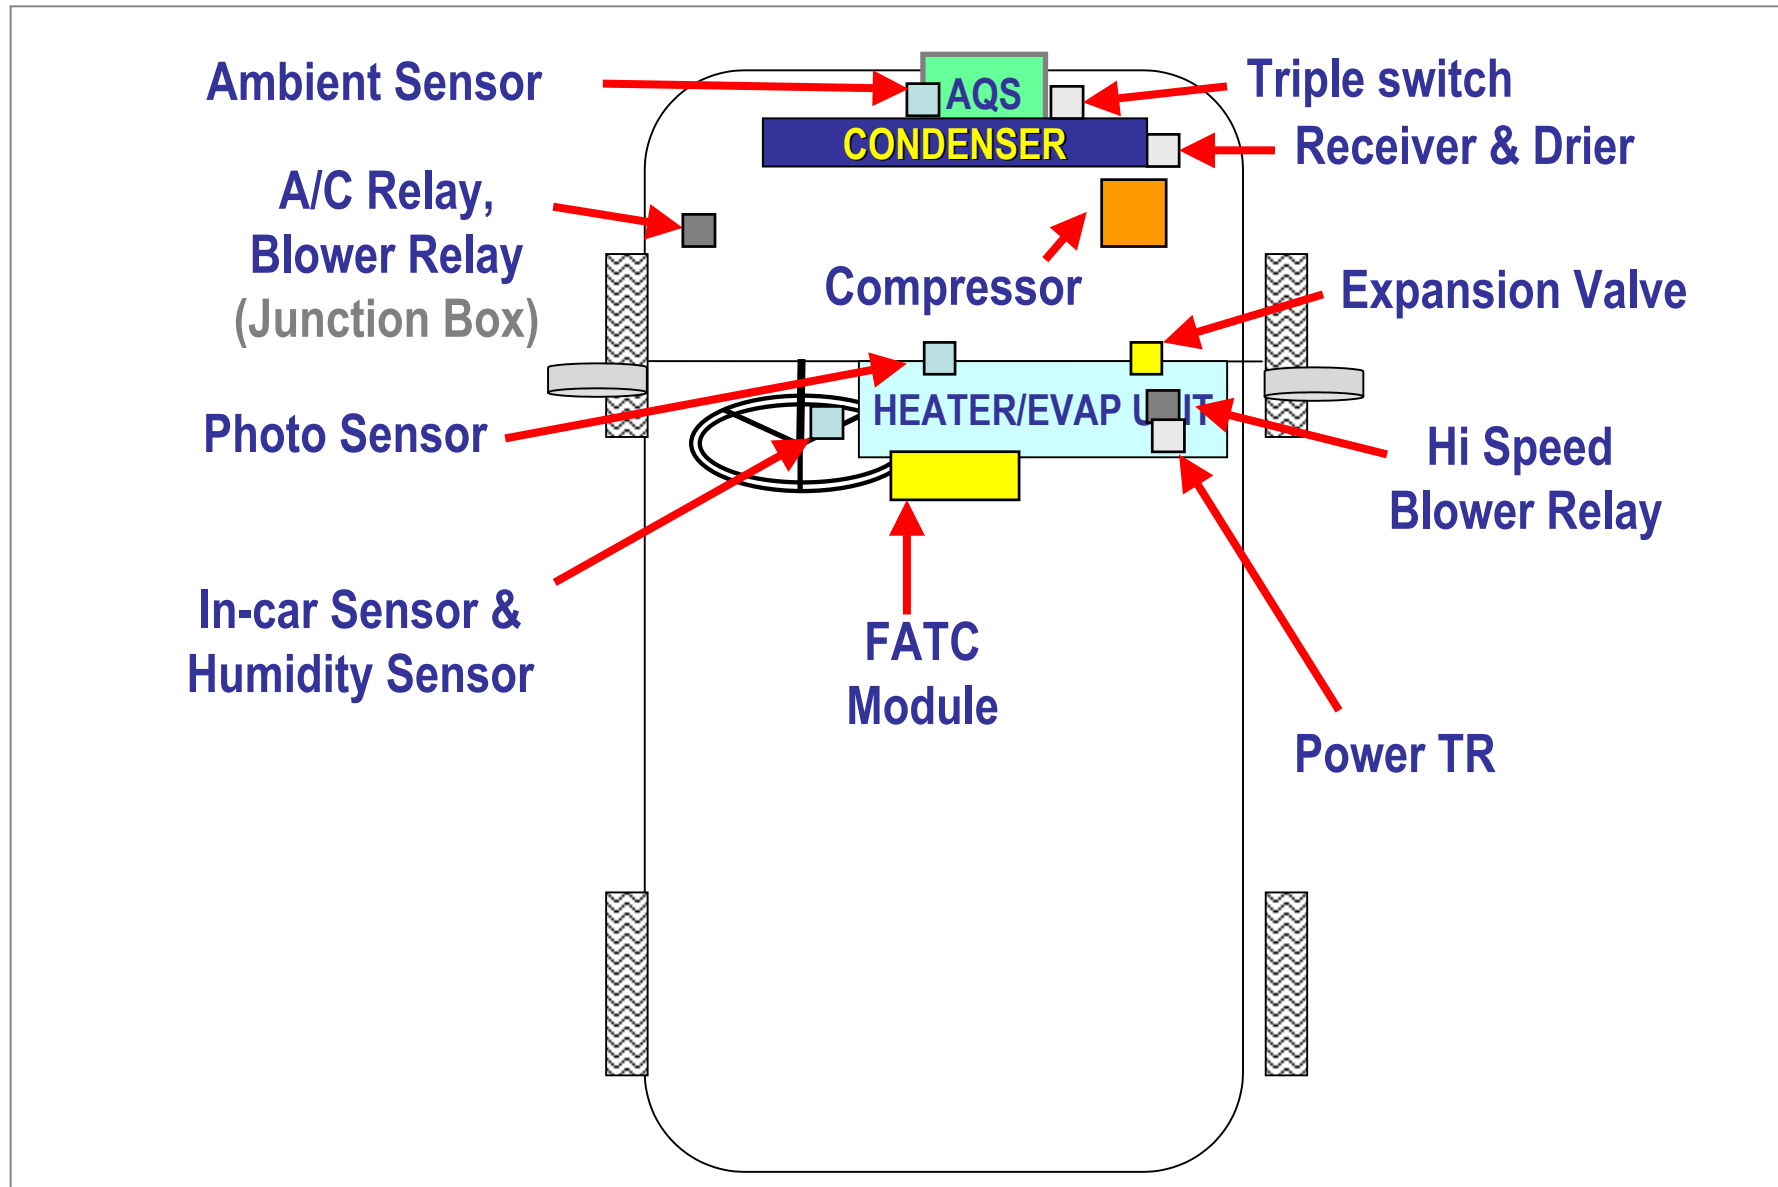 Ambient Sensor
AQS
Triple switch
CONDENSER
Receiver & Drier
A/C Relay,
Blower Relay
(Junction Box)
Compressor
Expansion Valve
Photo Sensor
HEATER/EVAP UNIT
Hi Speed
Blower Relay
In-car Sensor &
Humidity Sensor
FATC
Module
Power TR